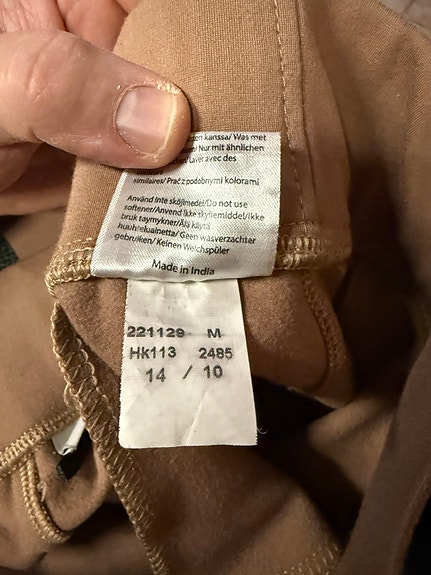 kanssa/ Was met
/ Nur mit ähnlichen
/ Laver avec des
similaires/ Prać z podobnymi kolorami
Använd inte sköjlmedel/Do not use
softener/Anvend ikke skyllemiddel/Ikke
bruk tøymykner/Älä käytä
huuhteluainetta/ Geen wasverzachter
gebruiken/ Keinen Weichspüler
Made in India
221129 M
Hk113 2485
14 / 10